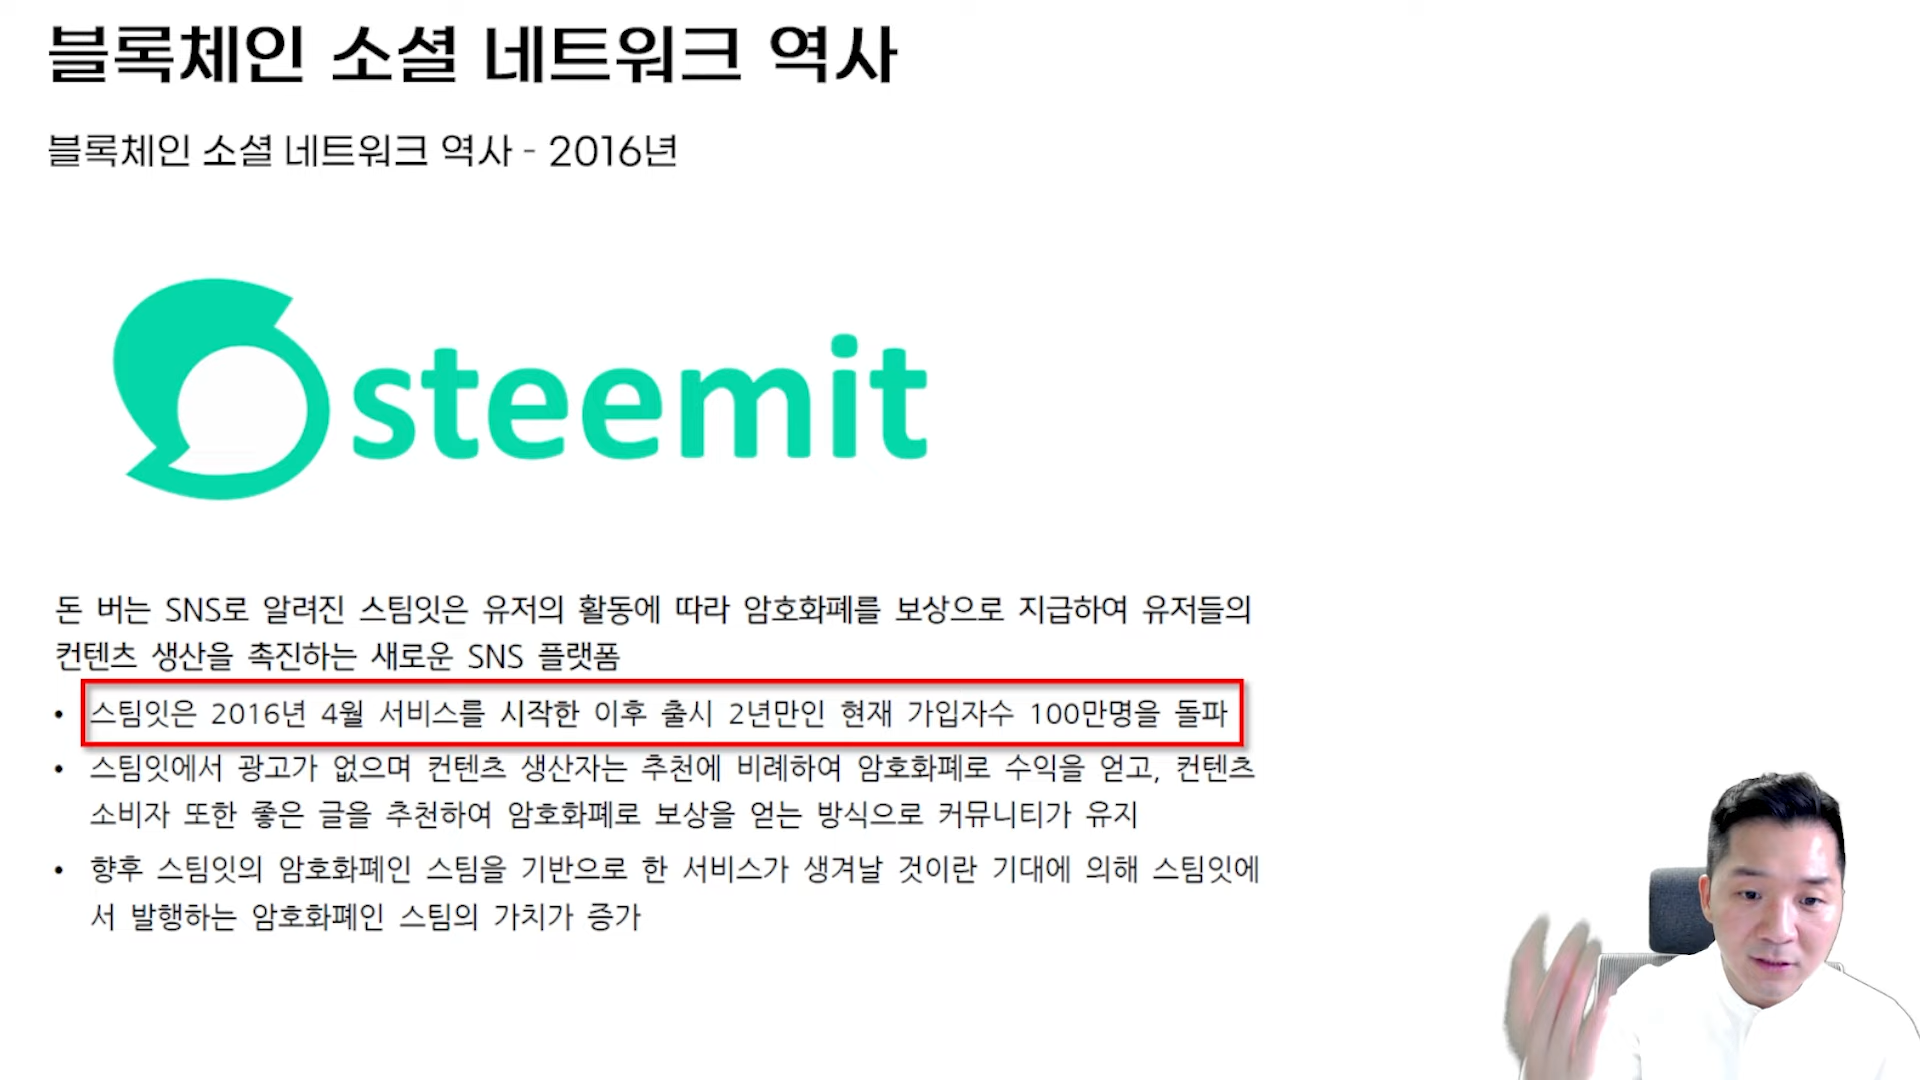 블록체인 소셜 네트워크 역사
블록체인 소셜 네트워크 역사 - 2016년
steemit
돈 버는 SNS로 알려진 스팀잇은 유저의 활동에 따라 암호화폐를 보상으로 지급하여 유저들의
컨텐츠 생산을 촉진하는 새로운 SNS 플랫폼
• 스팀잇은 2016년 4월 서비스를 시작한 이후 출시 2년만인 현재 가입자수 100만명을 돌파
• 스팀잇에서 광고가 없으며 컨텐츠 생산자는 추천에 비례하여 암호화폐로 수익을 얻고, 컨텐츠
소비자 또한 좋은 글을 추천하여 암호화폐로 보상을 얻는 방식으로 커뮤니티가 유지
• 향후 스팀잇의 암호화폐인 스팀을 기반으로 한 서비스가 생겨날 것이란 기대에 의해 스팀잇에
서 발행하는 암호화폐인 스팀의 가치가 증가